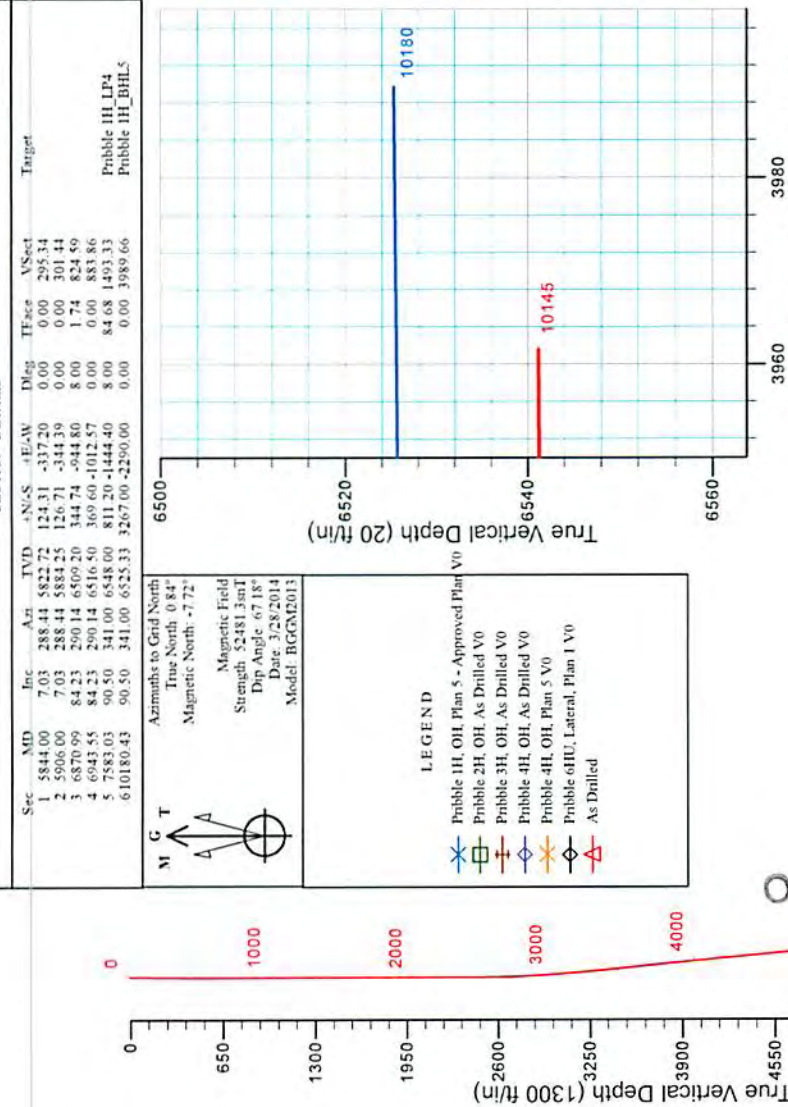 Sec MD Inc Azi TVD +N/-S +E/-W Dleg TFace VSect Target
1 5844.00 7.03 288.44 5822.72 124.31 -337.20 0.00 0.00 295.34
2 5906.00 7.03 288.44 5884.25 126.71 -344.39 0.00 0.00 301.44
3 6870.99 84.23 290.14 6509.20 344.74 -944.80 8.00 1.74 824.59
4 6943.55 84.23 290.14 6516.50 369.60 -1012.57 0.00 0.00 883.86
5 7583.03 90.50 341.00 6548.00 811.20 -1444.40 8.00 84.68 1493.33 Pribble 1H_LP4
6 10180.43 90.50 341.00 6525.33 3267.00 -2290.00 0.00 0.00 3989.66 Pribble 1H_BHL5
M G T
Azimuths to Grid North
True North 0.84°
Magnetic North: -7.72°
Magnetic Field
Strength 52481.3snT
Dip Angle: 67.18°
Date: 3/28/2014
Model: BGGM2013
LEGEND
Pribble 1H, OH, Plan 5 - Approved Plan V0
Pribble 2H, OH, As Drilled V0
Pribble 3H, OH, As Drilled V0
Pribble 4H, OH, As Drilled V0
Pribble 4H, OH, Plan 5 V0
Pribble 6HU, Lateral, Plan 1 V0
As Drilled
True Vertical Depth (20 ft/in)
6500
6520
6540
6560
10180
10145
3960
3980
True Vertical Depth (1300 ft/in)
0
650
1300
1950
2600
3250
3900
4550
0
1000
2000
3000
4000